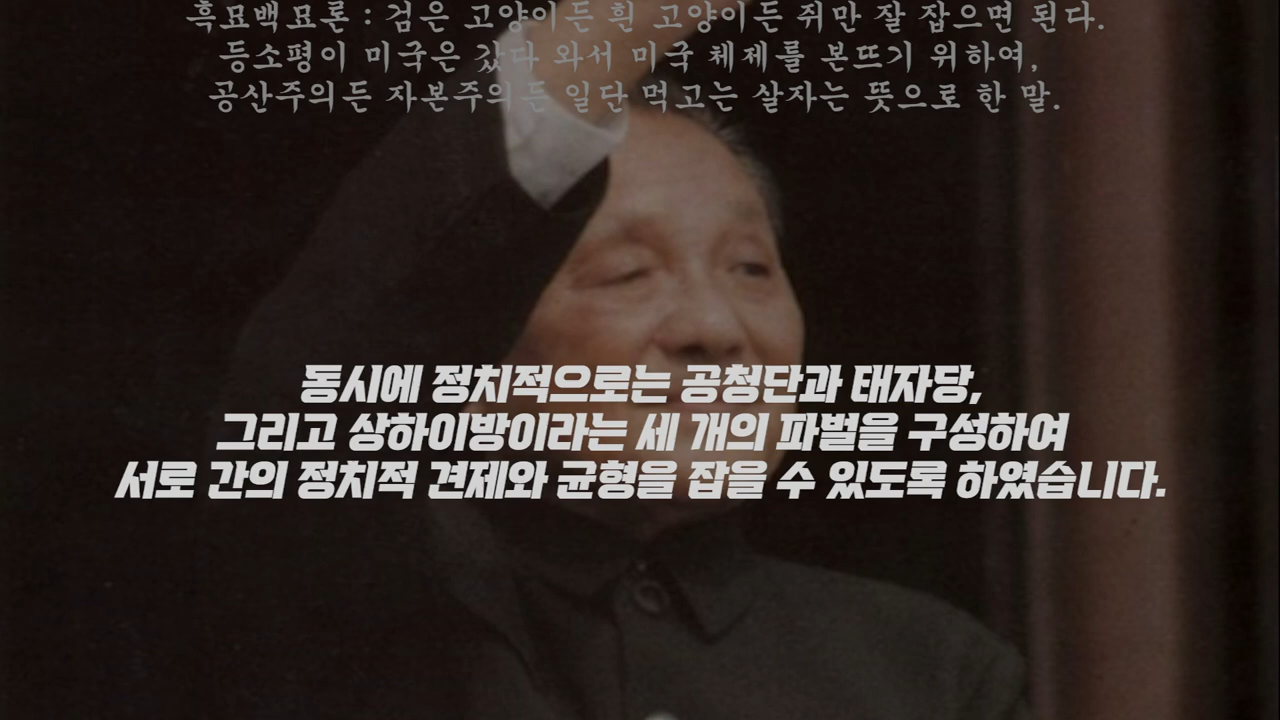 흑묘백묘론 : 검은 고양이든 흰 고양이든 쥐만 잘 잡으면 된다.
등소평이 미국은 갔다 와서 미국 체제를 본뜨기 위하여,
공산주의든 자본주의든 일단 먹고는 살자는 뜻으로 한 말.
동시에 정치적으로는 공청단과 태자당,
그리고 상하이방이라는 세 개의 파벌을 구성하여
서로 간의 정치적 견제와 균형을 잡을 수 있도록 하였습니다.